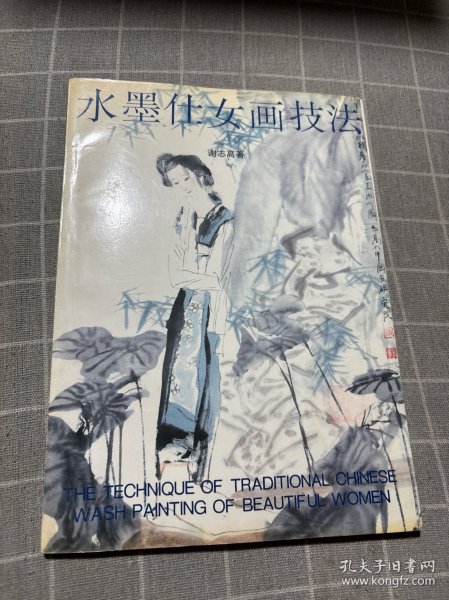 水墨仕女画技法
谢志高著
THE TECHNIQUE OF TRADITIONAL CHINESE
WASH PAINTING OF BEAUTIFUL WOMEN
孔夫子旧书网
www.kongfz.com